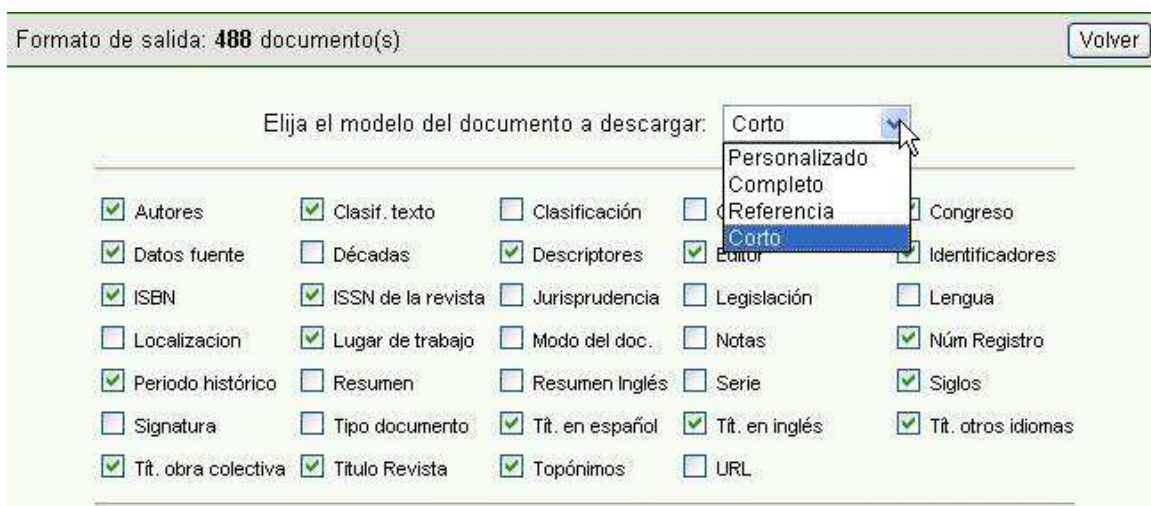 Formato de salida: 488 documento(s) Volver
Elija el modelo del documento a descargar: Corto
Personalizado
Completo
Referencia
Corto
Autores Clasif. texto Clasificación Congreso
Datos fuente Décadas Descriptores Editor Identificadores
ISBN ISSN de la revista Jurisprudencia Legislación Lengua
Localizacion Lugar de trabajo Modo del doc. Notas Núm Registro
Periodo histórico Resumen Resumen Inglés Serie Siglos
Signatura Tipo documento Tít. en español Tít. en inglés Tít. otros idiomas
Tít. obra colectiva Titulo Revista Topónimos URL